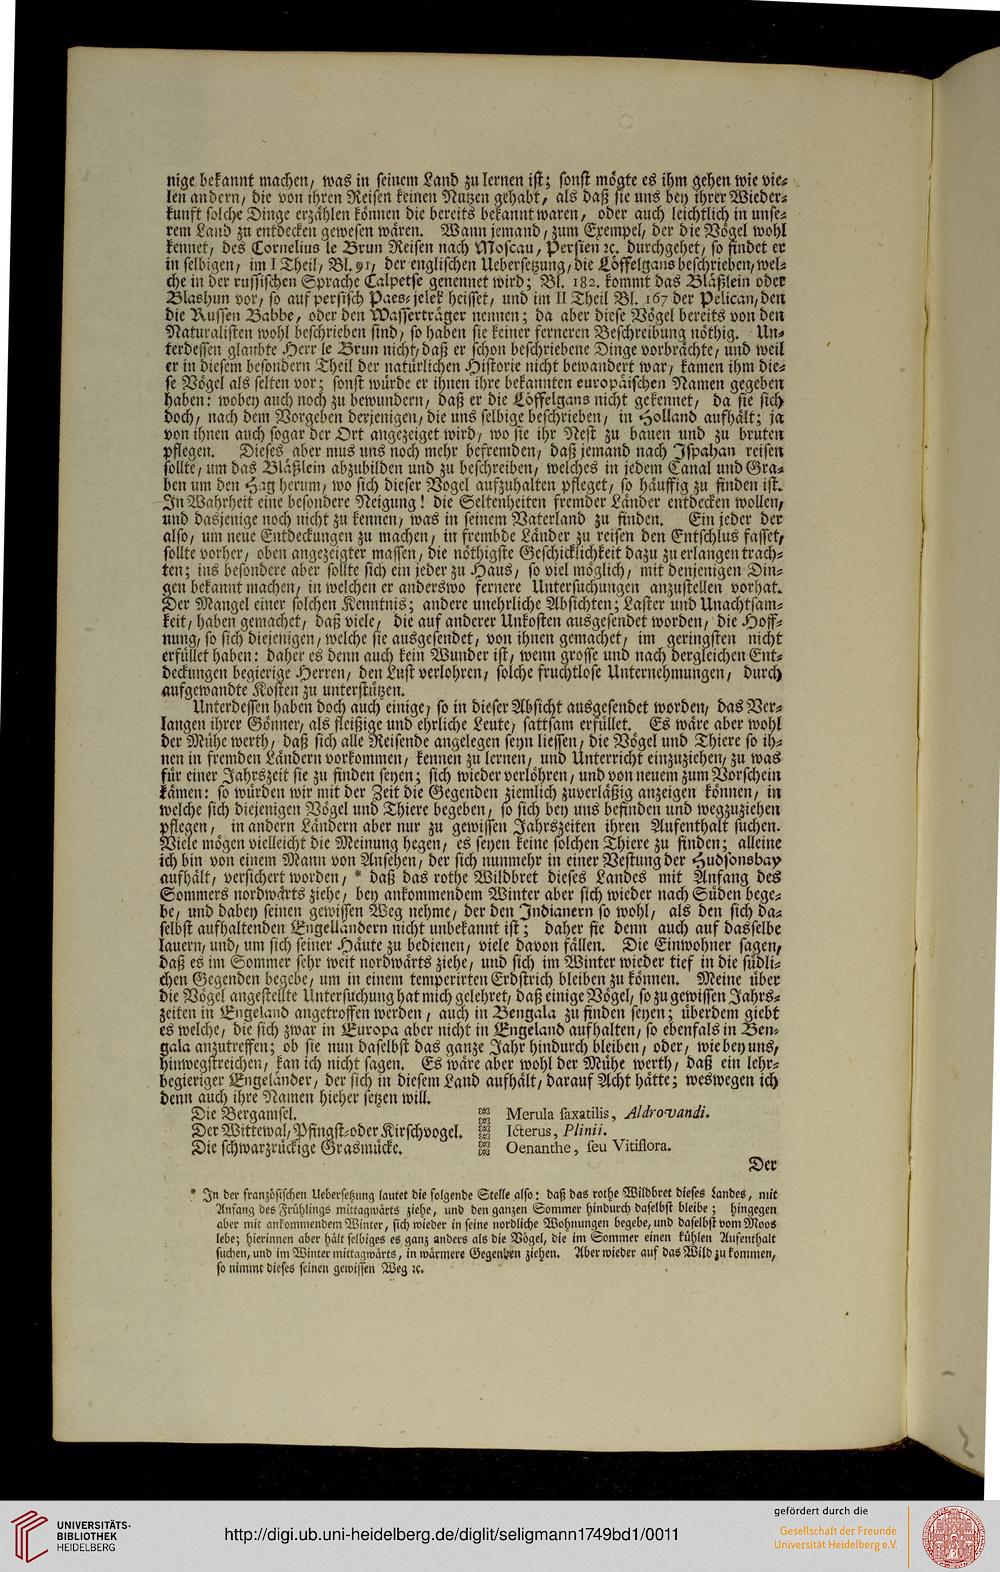 nige bekannt machen, was in seinem Land zu lernen ist; sonst mögte es ihm gehen wie vie⸗
len andern, die von ihren Reisen keinen Nutzen gehabt, als daß sie uns bey ihrer Wieder⸗
kunft solche Dinge erzählen können die bereits bekannt waren, oder auch leichtlich in unse⸗
rem Land zu entdecken gewesen wären. Wann jemand, zum Exempel, der die Vögel wohl
kennet, des Cornelius le Brun Reisen nach Moscau, Persien ꝛc. durchgehet, so findet er
in selbigen, im I Theil, Bl. 91, der englischen Uebersetzung, die Löffelgans beschrieben, wel⸗
che in der russischen Sprache Calpetse genennet wird; Bl. 182. kommt das Bläßlein oder
Blashun vor, so auf persisch Paes⸗jelek heisset, und im II Theil Bl. 167 der Pelican, den
die Russen Babbe, oder den Wasserträger nennen; da aber diese Vögel bereits von den
Naturalisten wohl beschrieben sind, so haben sie keiner ferneren Beschreibung nöthig. Un⸗
terdessen glaubte Herr le Brun nicht, daß er schon beschriebene Dinge vorbrächte, und weil
er in diesem besondern Theil der natürlichen Historie nicht bewandert war, kamen ihm die⸗
se Vögel als selten vor; sonst würde er ihnen ihre bekannten europäischen Namen gegeben
haben: wobey auch noch zu bewundern, daß er die Löffelgans nicht gekennet, da sie sich
doch, nach dem Vorgeben derjenigen, die uns selbige beschrieben, in Holland aufhält; ja
von ihnen auch sogar der Ort angezeiget wird, wo sie ihr Nest zu bauen und zu bruten
pflegen. Dieses aber mus uns noch mehr befremden, daß jemand nach Ispahan reisen
sollte, um das Bläßlein abzubilden und zu beschreiben, welches in jedem Canal und Gra⸗
ben um den Hag herum, wo sich dieser Vogel aufzuhalten pfleget, so häuffig zu finden ist.
In Wahrheit eine besondere Neigung! die Seltenheiten fremder Länder entdecken wollen,
und dasjenige noch nicht zu kennen, was in seinem Vaterland zu finden. Ein jeder der
also, um neue Entdeckungen zu machen, in frembde Länder zu reisen den Entschlus fasset,
sollte vorher, oben angezeigter massen, die nöthigste Geschicklichkeit dazu zu erlangen trach⸗
ten; ins besondere aber sollte sich ein jeder zu Haus, so viel möglich, mit denjenigen Din⸗
gen bekannt machen, in welchen er anderswo fernere Untersuchungen anzustellen vorhat.
Der Mangel einer solchen Kenntnis; andere unehrliche Absichten; Laster und Unachtsam⸗
keit, haben gemachet, daß viele, die auf anderer Unkosten ausgesendet worden, die Hoff⸗
nung, so sich diejenigen, welche sie ausgesendet, von ihnen gemachet, im geringsten nicht
erfüllet haben: daher es denn auch kein Wunder ist, wenn grosse und nach dergleichen Ent⸗
deckungen begierige Herren, den Lust verlohren, solche fruchtlose Unternehmungen, durch
aufgewandte Kosten zu unterstützen.
Unterdessen haben doch auch einige, so in dieser Absicht ausgesendet worden, das Ver⸗
langen ihrer Gönner, als fleißige und ehrliche Leute, sattsam erfüllet. Es wäre aber wohl
der Mühe werth, daß sich alle Reisende angelegen seyn liessen, die Vögel und Thiere so ih⸗
nen in fremden Ländern vorkommen, kennen zu lernen, und Unterricht einzuziehen, zu was
für einer Jahrszeit sie zu finden seyen; sich wieder verlöhren, und von neuem zum Vorschein
kämen: so würden wir mit der Zeit die Gegenden ziemlich zuverläßig anzeigen können, in
welche sich diejenigen Vögel und Thiere begeben, so sich bey uns befinden und wegzuziehen
pflegen, in andern Ländern aber nur zu gewissen Jahrszeiten ihren Aufenthalt suchen.
Viele mögen vielleicht die Meinung hegen, es seyen keine solchen Thiere zu finden; alleine
ich bin von einem Mann von Ansehen, der sich nunmehr in einer Vestung der Hudsonsbay
aufhält, versichert worden, * daß das rothe Wildbret dieses Landes mit Anfang des
Sommers nordwärts ziehe, bey ankommendem Winter aber sich wieder nach Süden bege⸗
be, und dabey seinen gewissen Weg nehme, der den Indianern so wohl, als den sich da⸗
selbst aufhaltenden Engelländern nicht unbekannt ist; daher sie denn auch auf dasselbe
lauern, und, um sich seiner Häute zu bedienen, viele davon fällen. Die Einwohner sagen,
daß es im Sommer sehr weit nordwärts ziehe, und sich im Winter wieder tief in die südli⸗
chen Gegenden begebe, um in einem temperirten Erdstrich bleiben zu können. Meine über
die Vögel angestellte Untersuchung hat mich gelehret, daß einige Vögel, so zu gewissen Jahrs⸗
zeiten in Engeland angetroffen werden, auch in Bengala zu finden seyen; überdem giebt
es welche, die sich zwar in Europa aber nicht in Engeland aufhalten, so ebenfals in Ben⸗
gala anzutreffen; ob sie nun daselbst das ganze Jahr hindurch bleiben, oder, wie bey uns,
hinwegstreichen, kan ich nicht sagen. Es wäre aber wohl der Mühe werth, daß ein lehr⸗
begieriger Engeländer, der sich in diesem Land aufhält, darauf Acht hätte; weswegen ich
denn auch ihre Namen hieher setzen will.
Die Bergamsel. Merula saxatilis, Aldrovandi.
Der Wittewal, Pfingst⸗oder Kirschvogel. Icterus, Plinii.
Die schwarzrückige Grasmücke. Oenanthe, seu Vitiflora.
Der
* In der französischen Uebersetzung lautet die folgende Stelle also: daß das rothe Wildbret dieses Landes, mit
Anfang des Frühlings mittagwärts ziehe, und den ganzen Sommer hindurch daselbst bleibe; hingegen
aber mit ankommendem Winter, sich wieder in seine nordliche Wohnungen begebe, und daselbst vom Moos
lebe; hierinnen aber hält selbiges es ganz anders als die Vögel, die im Sommer einen kühlen Aufenthalt
suchen, und im Winter mittagwärts, in wärmere Gegenden ziehen. Aber wieder auf das Wild zu kommen,
so nimmt dieses seinen gewissen Weg ꝛc.
UNIVERSITÄTS-
BIBLIOTHEK
HEIDELBERG
http://digi.ub.uni-heidelberg.de/diglit/seligmann1749bd1/0011
gefördert durch die
Gesellschaft der Freunde
Universität Heidelberg e.V.